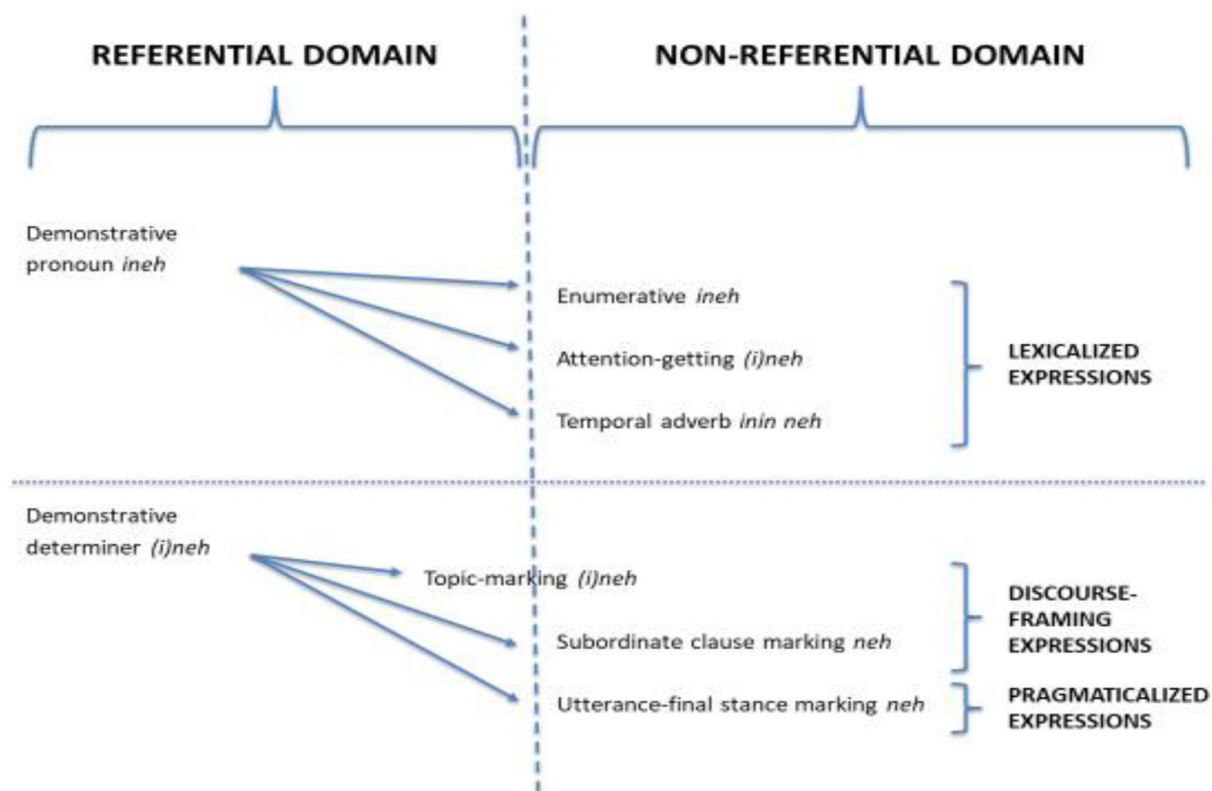 REFERENTIAL DOMAIN
NON-REFERENTIAL DOMAIN
Demonstrative
pronoun ineh
Enumerative ineh
Attention-getting (i)neh
Temporal adverb inin neh
LEXICALIZED
EXPRESSIONS
Demonstrative
determiner (i)neh
Topic-marking (i)neh
Subordinate clause marking neh
Utterance-final stance marking neh
DISCOURSE-
FRAMING
EXPRESSIONS
PRAGMATICALIZED
EXPRESSIONS